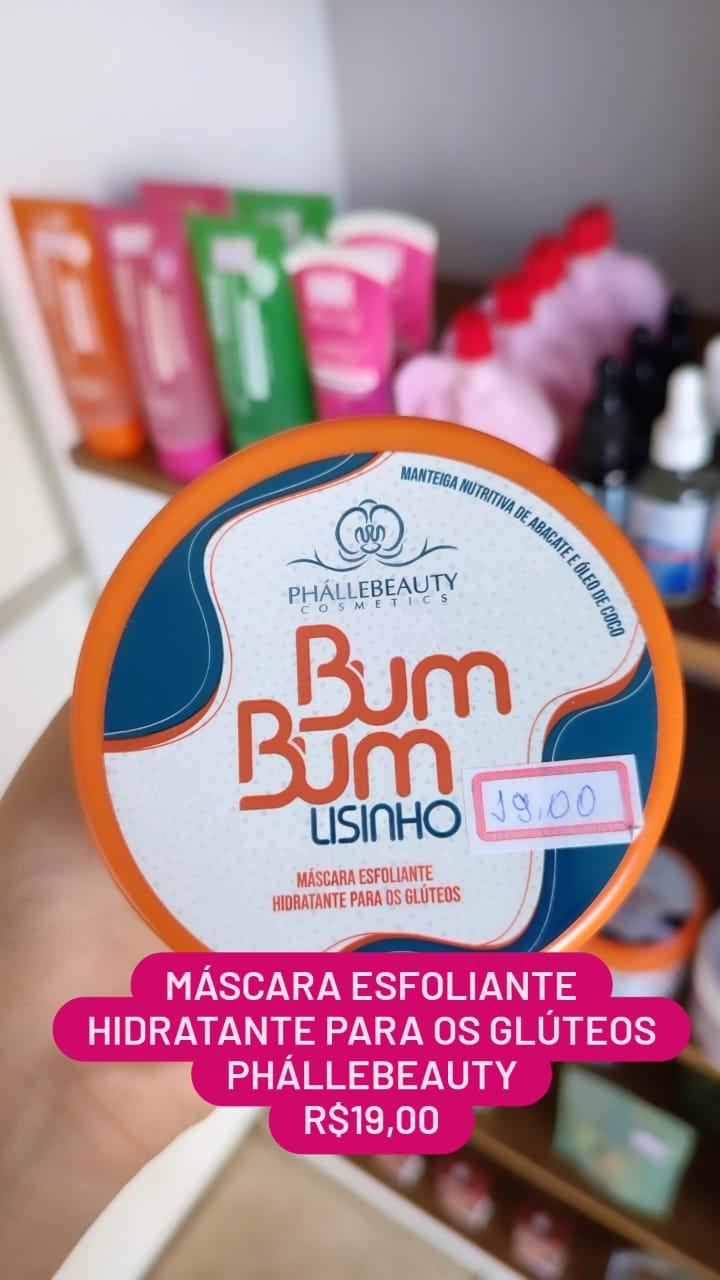 MANTEIGA NUTRITIVA DE ABACATE E ÓLEO DE COCO
PHÁLLEBEAUTY
COSMETICS
BUM
BUM
LISINHO
19,00
MÁSCARA ESFOLIANTE
HIDRATANTE PARA OS GLÚTEOS
MÁSCARA ESFOLIANTE
HIDRATANTE PARA OS GLÚTEOS
PHÁLLEBEAUTY
R$19,00